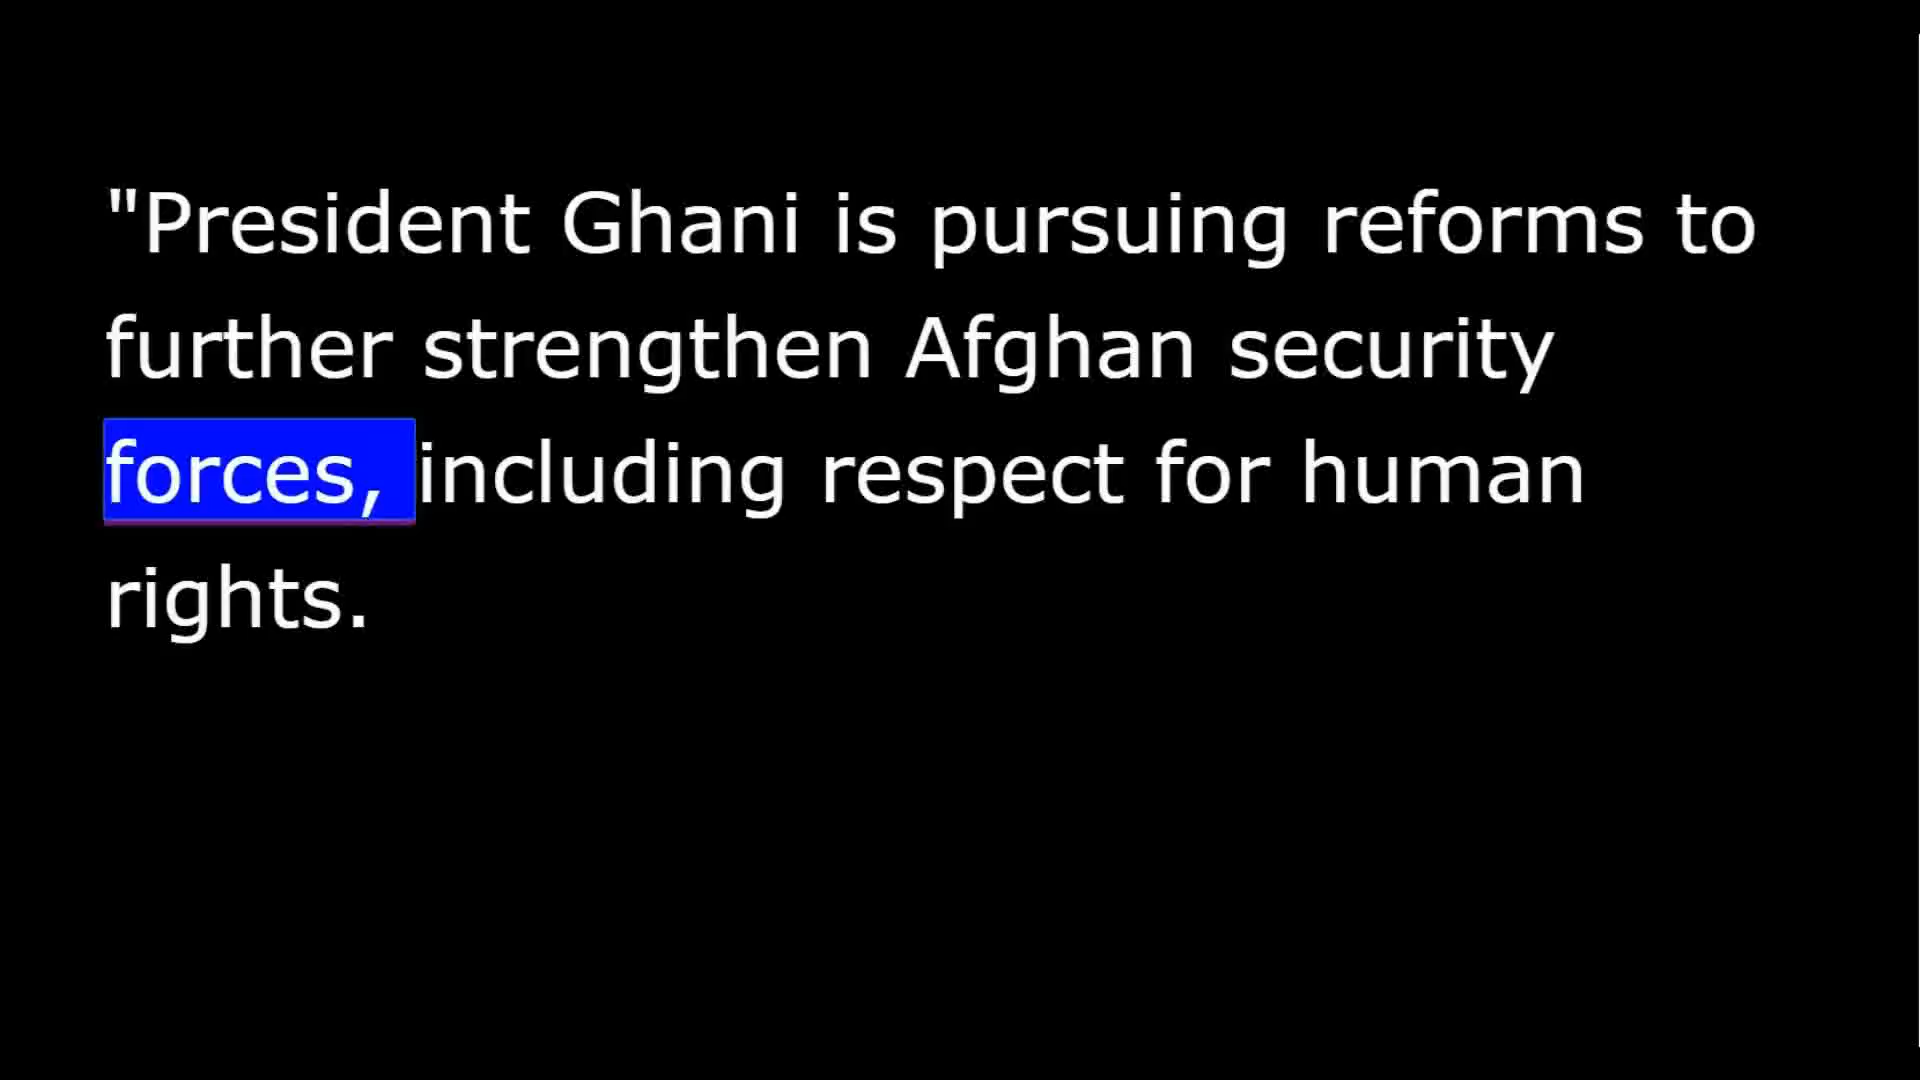 "President Ghani is pursuing reforms to
further strengthen Afghan security
forces, including respect for human
rights.